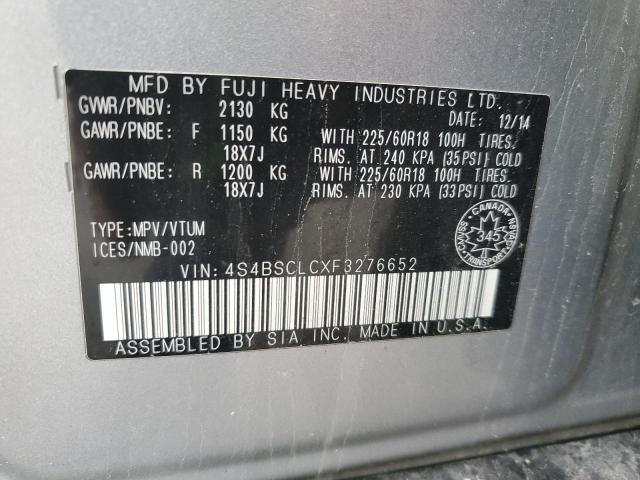 MFD BY FUJI HEAVY INDUSTRIES LTD.
GVWR/PNBV: 2130 KG DATE: 12/14
GAWR/PNBE: F 1150 KG WITH 225/60R18 100H TIRES,
18X7J RIMS, AT 240 KPA (35PSI) COLD
GAWR/PNBE: R 1200 KG WITH 225/60R18 100H TIRES,
18X7J RIMS, AT 230 KPA (33PSI) COLD
TYPE:MPV/VTUM
ICES/NMB-002
CANADA
345
VIN: 4S4BSCLCXF3276652
ASSEMBLED BY SIA INC. MADE IN U.S.A.